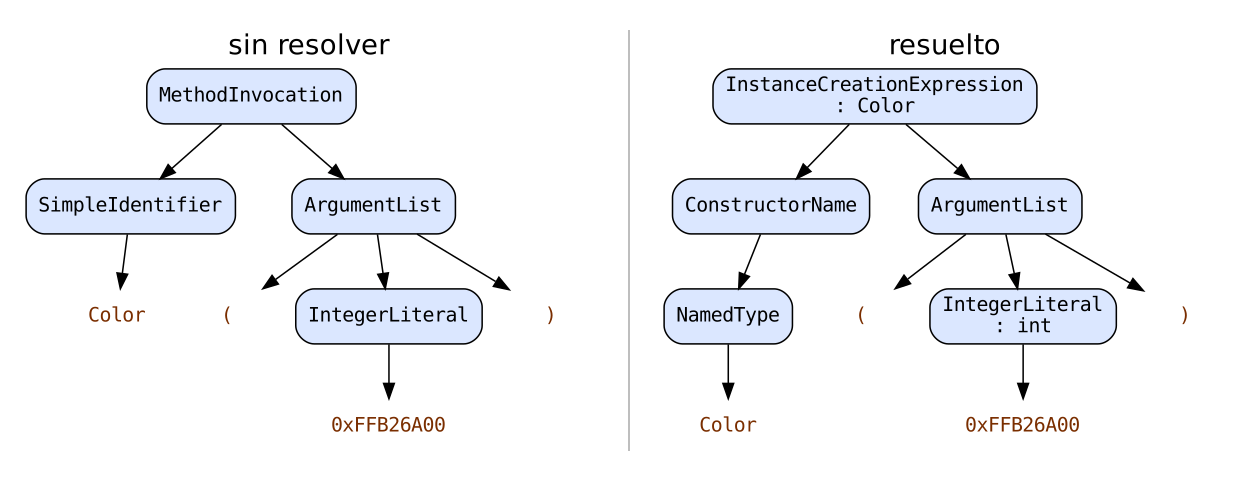 sin resolver
MethodInvocation
SimpleIdentifier
ArgumentList
Color
(
IntegerLiteral
)
0xFFB26A00
resuelto
InstanceCreationExpression
: Color
ConstructorName
ArgumentList
NamedType
(
IntegerLiteral
: int
)
Color
0xFFB26A00